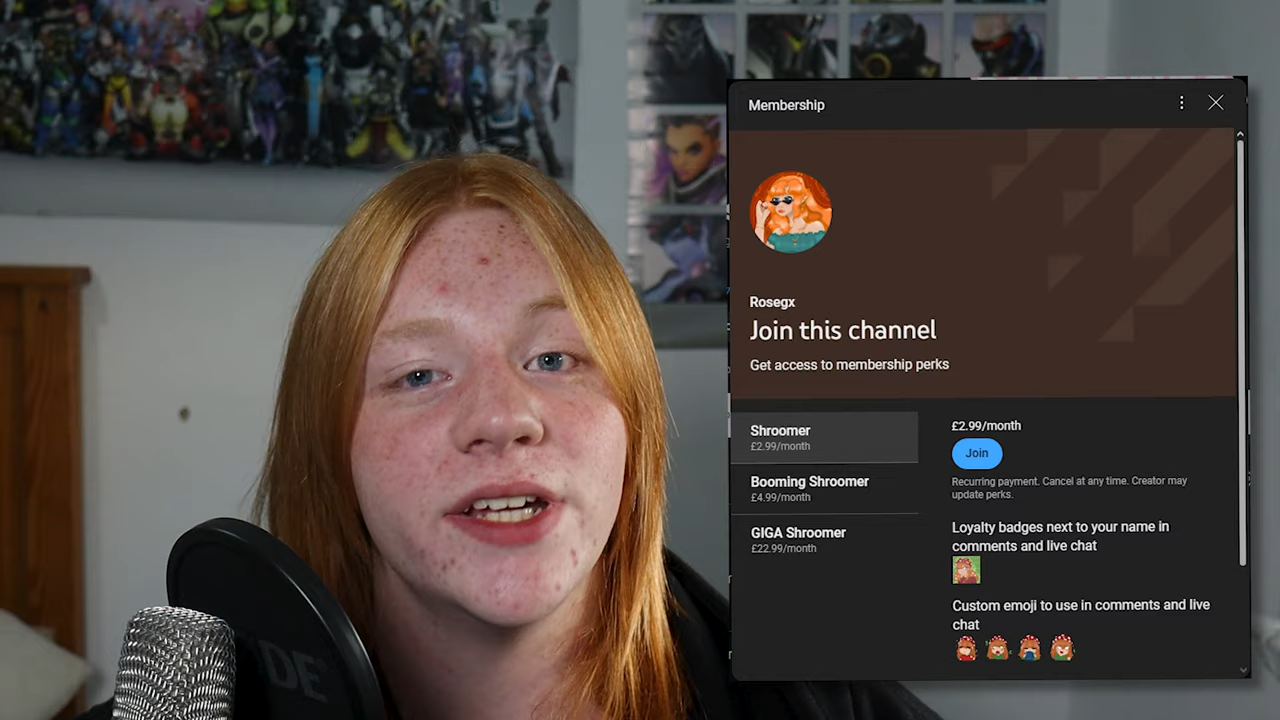 Membership
Rosegx
Join this channel
Get access to membership perks
Shroomer
£2.99/month
Booming Shroomer
£4.99/month
GIGA Shroomer
£22.99/month
£2.99/month
Join
Recurring payment. Cancel at any time. Creator may
update perks.
Loyalty badges next to your name in
comments and live chat
Custom emoji to use in comments and live
chat
DE